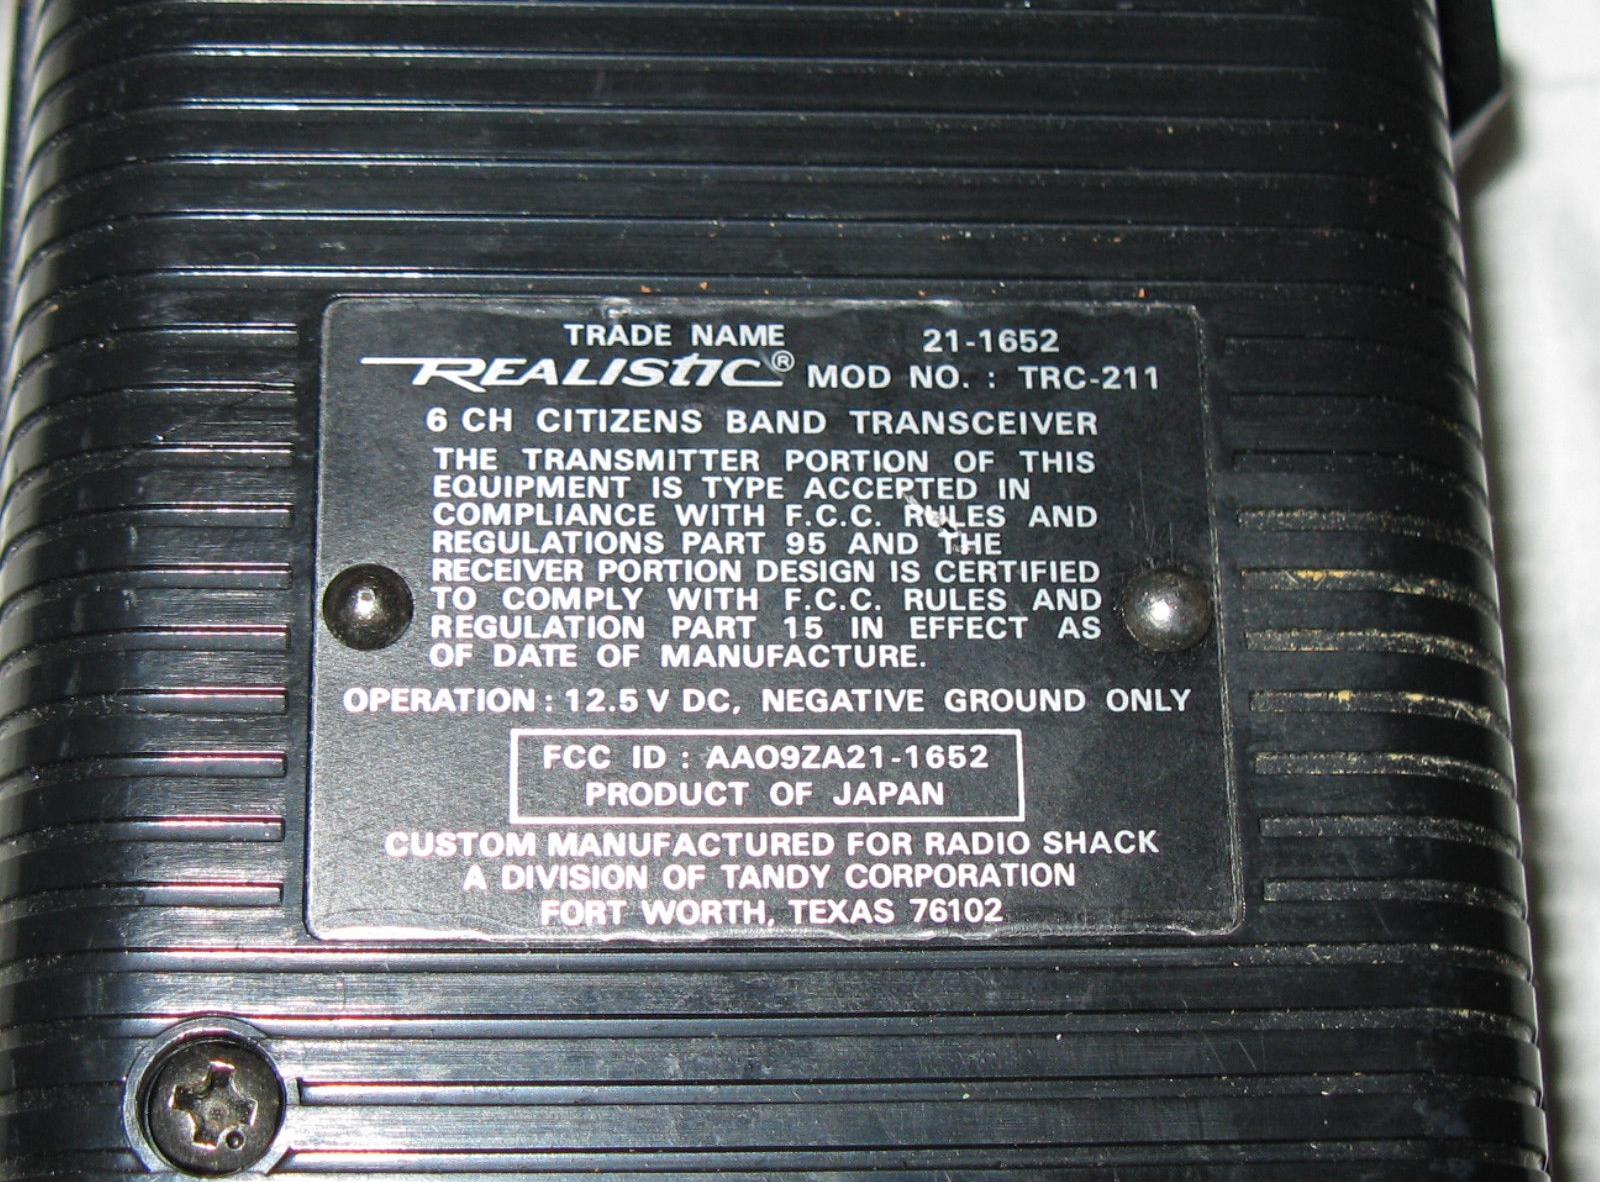 TRADE NAME 21-1652
REALISTIC® MOD NO. : TRC-211
6 CH CITIZENS BAND TRANSCEIVER
THE TRANSMITTER PORTION OF THIS
EQUIPMENT IS TYPE ACCEPTED IN
COMPLIANCE WITH F.C.C. RULES AND
REGULATIONS PART 95 AND THE
RECEIVER PORTION DESIGN IS CERTIFIED
TO COMPLY WITH F.C.C. RULES AND
REGULATION PART 15 IN EFFECT AS
OF DATE OF MANUFACTURE.
OPERATION : 12.5 V DC, NEGATIVE GROUND ONLY
FCC ID : AAO9ZA21-1652
PRODUCT OF JAPAN
CUSTOM MANUFACTURED FOR RADIO SHACK
A DIVISION OF TANDY CORPORATION
FORT WORTH, TEXAS 76102